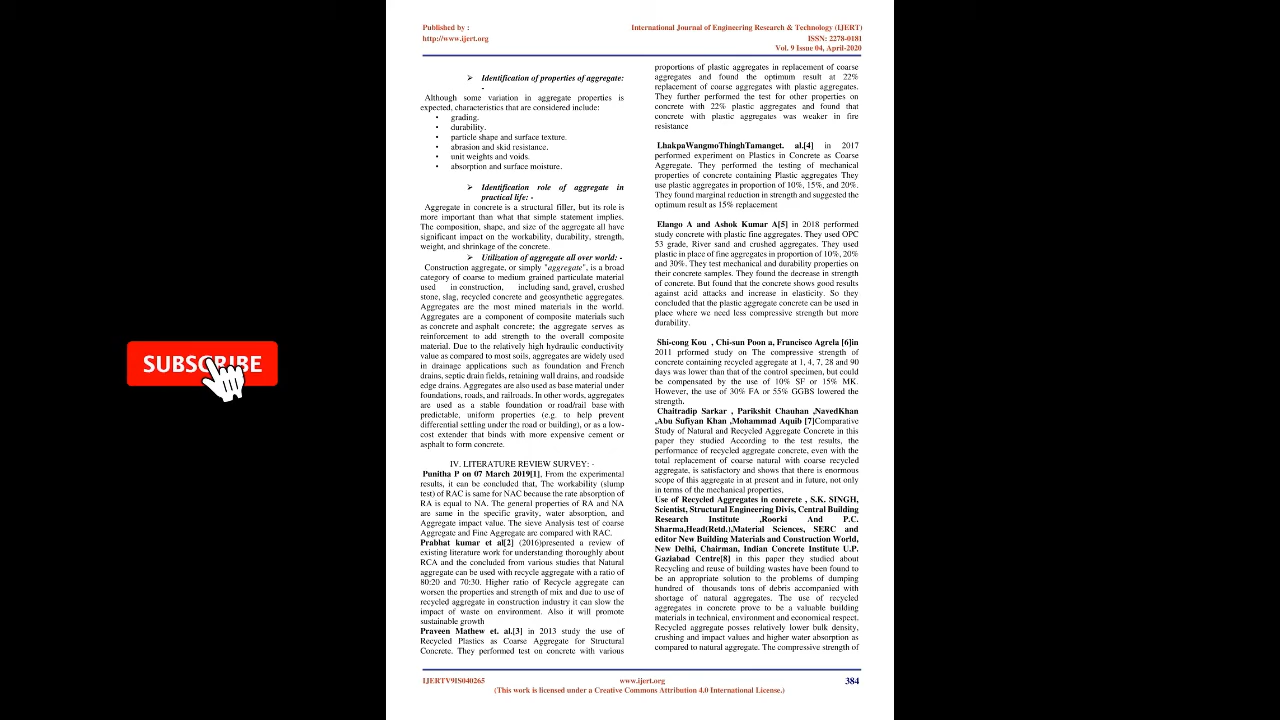 Published by :
http://www.ijert.org
International Journal of Engineering Research & Technology (IJERT)
ISSN: 2278-0181
Vol. 9 Issue 04, April-2020
➢ Identification of properties of aggregate:
-
Although some variation in aggregate properties is
expected, characteristics that are considered include:
• grading.
• durability.
• particle shape and surface texture.
• abrasion and skid resistance.
• unit weights and voids.
• absorption and surface moisture.
➢ Identification role of aggregate in
practical life: -
Aggregate in concrete is a structural filler, but its role is
more important than what that simple statement implies.
The composition, shape, and size of the aggregate all have
significant impact on the workability, durability, strength,
weight, and shrinkage of the concrete.
➢ Utilization of aggregate all over world: -
Construction aggregate, or simply "aggregate", is a broad
category of coarse to medium grained particulate material
used in construction, including sand, gravel, crushed
stone, slag, recycled concrete and geosynthetic aggregates.
Aggregates are the most mined materials in the world.
Aggregates are a component of composite materials such
as concrete and asphalt concrete; the aggregate serves as
reinforcement to add strength to the overall composite
material. Due to the relatively high hydraulic conductivity
value as compared to most soils, aggregates are widely used
in drainage applications such as foundation and French
drains, septic drain fields, retaining wall drains, and roadside
edge drains. Aggregates are also used as base material under
foundations, roads, and railroads. In other words, aggregates
are used as a stable foundation or road/rail base with
predictable, uniform properties (e.g. to help prevent
differential settling under the road or building), or as a low-
cost extender that binds with more expensive cement or
asphalt to form concrete.
IV. LITERATURE REVIEW SURVEY: -
Punitha P on 07 March 2019[1], From the experimental
results, it can be concluded that, The workability (slump
test) of RAC is same for NAC because the rate absorption of
RA is equal to NA. The general properties of RA and NA
are same in the specific gravity, water absorption, and
Aggregate impact value. The sieve Analysis test of coarse
Aggregate and Fine Aggregate are compared with RAC.
Prabhat kumar et al[2] (2016)presented a review of
existing literature work for understanding thoroughly about
RCA and the concluded from various studies that Natural
aggregate can be used with recycle aggregate with a ratio of
80:20 and 70:30. Higher ratio of Recycle aggregate can
worsen the properties and strength of mix and due to use of
recycled aggregate in construction industry it can slow the
impact of waste on environment. Also it will promote
sustainable growth
Praveen Mathew et. al.[3] in 2013 study the use of
Recycled Plastics as Coarse Aggregate for Structural
Concrete. They performed test on concrete with various
proportions of plastic aggregates in replacement of coarse
aggregates and found the optimum result at 22%
replacement of coarse aggregates with plastic aggregates.
They further performed the test for other properties on
concrete with 22% plastic aggregates and found that
concrete with plastic aggregates was weaker in fire
resistance
LhakpaWangmoThinghTamanget. al.[4] in 2017
performed experiment on Plastics in Concrete as Coarse
Aggregate. They performed the testing of mechanical
properties of concrete containing Plastic aggregates They
use plastic aggregates in proportion of 10%, 15%, and 20%.
They found marginal reduction in strength and suggested the
optimum result as 15% replacement
Elango A and Ashok Kumar A[5] in 2018 performed
study concrete with plastic fine aggregates. They used OPC
53 grade, River sand and crushed aggregates. They used
plastic in place of fine aggregates in proportion of 10%, 20%
and 30%. They test mechanical and durability properties on
their concrete samples. They found the decrease in strength
of concrete. But found that the concrete shows good results
against acid attacks and increase in elasticity. So they
concluded that the plastic aggregate concrete can be used in
place where we need less compressive strength but more
durability.
Shi-cong Kou , Chi-sun Poon a, Francisco Agrela [6]in
2011 prformed study on The compressive strength of
concrete containing recycled aggregate at 1, 4, 7, 28 and 90
days was lower than that of the control specimen, but could
be compensated by the use of 10% SF or 15% MK.
However, the use of 30% FA or 55% GGBS lowered the
strength.
Chaitradip Sarkar , Parikshit Chauhan ,NavedKhan
,Abu Sufiyan Khan ,Mohammad Aquib [7]Comparative
Study of Natural and Recycled Aggregate Concrete in this
paper they studied According to the test results, the
performance of recycled aggregate concrete, even with the
total replacement of coarse natural with coarse recycled
aggregate, is satisfactory and shows that there is enormous
scope of this aggregate in at present and in future, not only
in terms of the mechanical properties,
Use of Recycled Aggregates in concrete , S.K. SINGH,
Scientist, Structural Engineering Divis, Central Building
Research Institute ,Roorki And P.C.
Sharma,Head(Retd.),Material Sciences, SERC and
editor New Building Materials and Construction World,
New Delhi, Chairman, Indian Concrete Institute U.P.
Gaziabad Centre[8] in this paper they studied about
Recycling and reuse of building wastes have been found to
be an appropriate solution to the problems of dumping
hundred of thousands tons of debris accompanied with
shortage of natural aggregates. The use of recycled
aggregates in concrete prove to be a valuable building
materials in technical, environment and economical respect.
Recycled aggregate posses relatively lower bulk density,
crushing and impact values and higher water absorption as
compared to natural aggregate. The compressive strength of
SUBSCRIBE
IJERTV9IS040265
www.ijert.org
384
(This work is licensed under a Creative Commons Attribution 4.0 International License.)